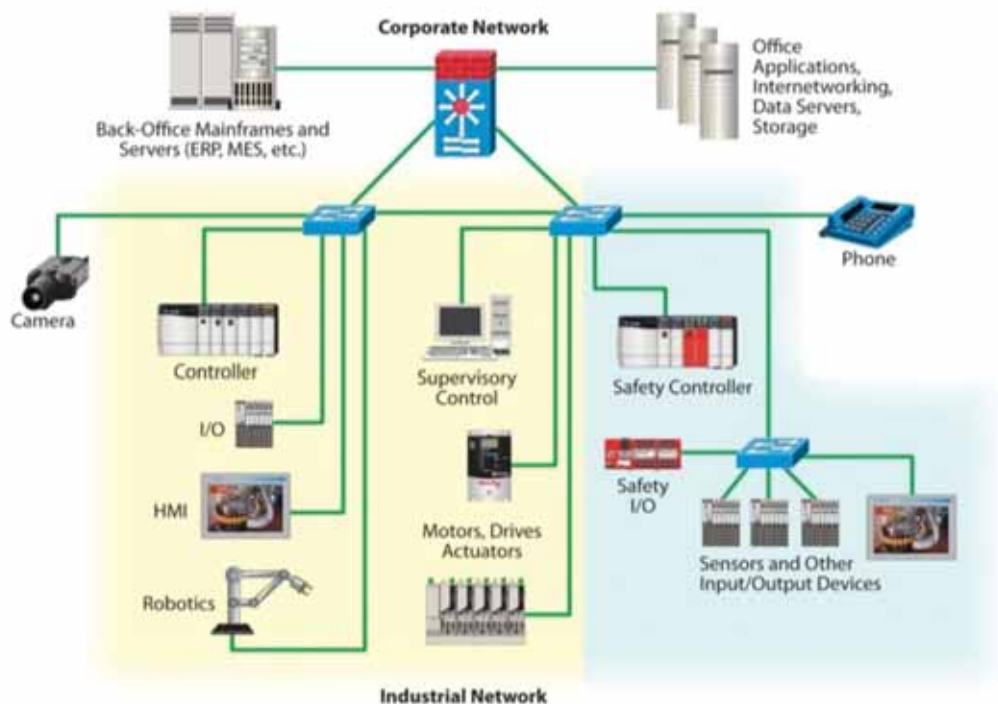 Corporate Network
Back-Office Mainframes and
Servers (ERP, MES, etc.)
Office
Applications,
Internetworking,
Data Servers,
Storage
Camera
Phone
Controller
Supervisory
Control
Safety Controller
I/O
HMI
Motors, Drives
Actuators
Safety
I/O
Sensors and Other
Input/Output Devices
Robotics
Industrial Network